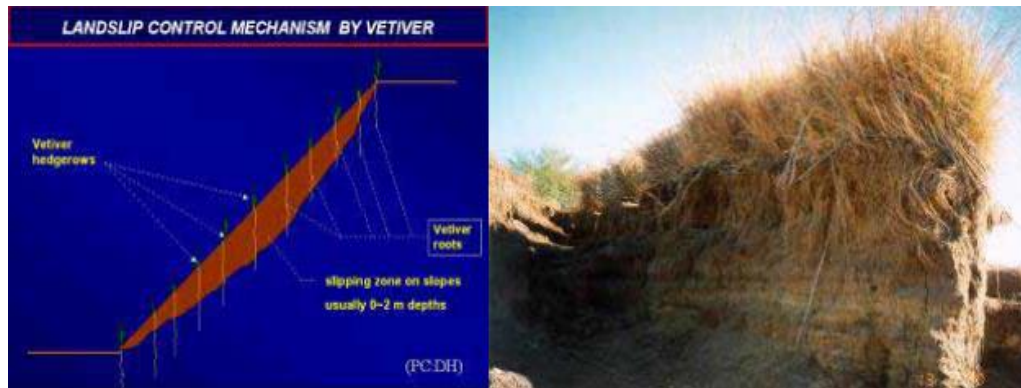 LANDSLIP CONTROL MECHANISM BY VETIVER
Vetiver
hedgerows
Vetiver
roots
slipping zone on slopes
usually 0~2 m depths
(PC:DH)